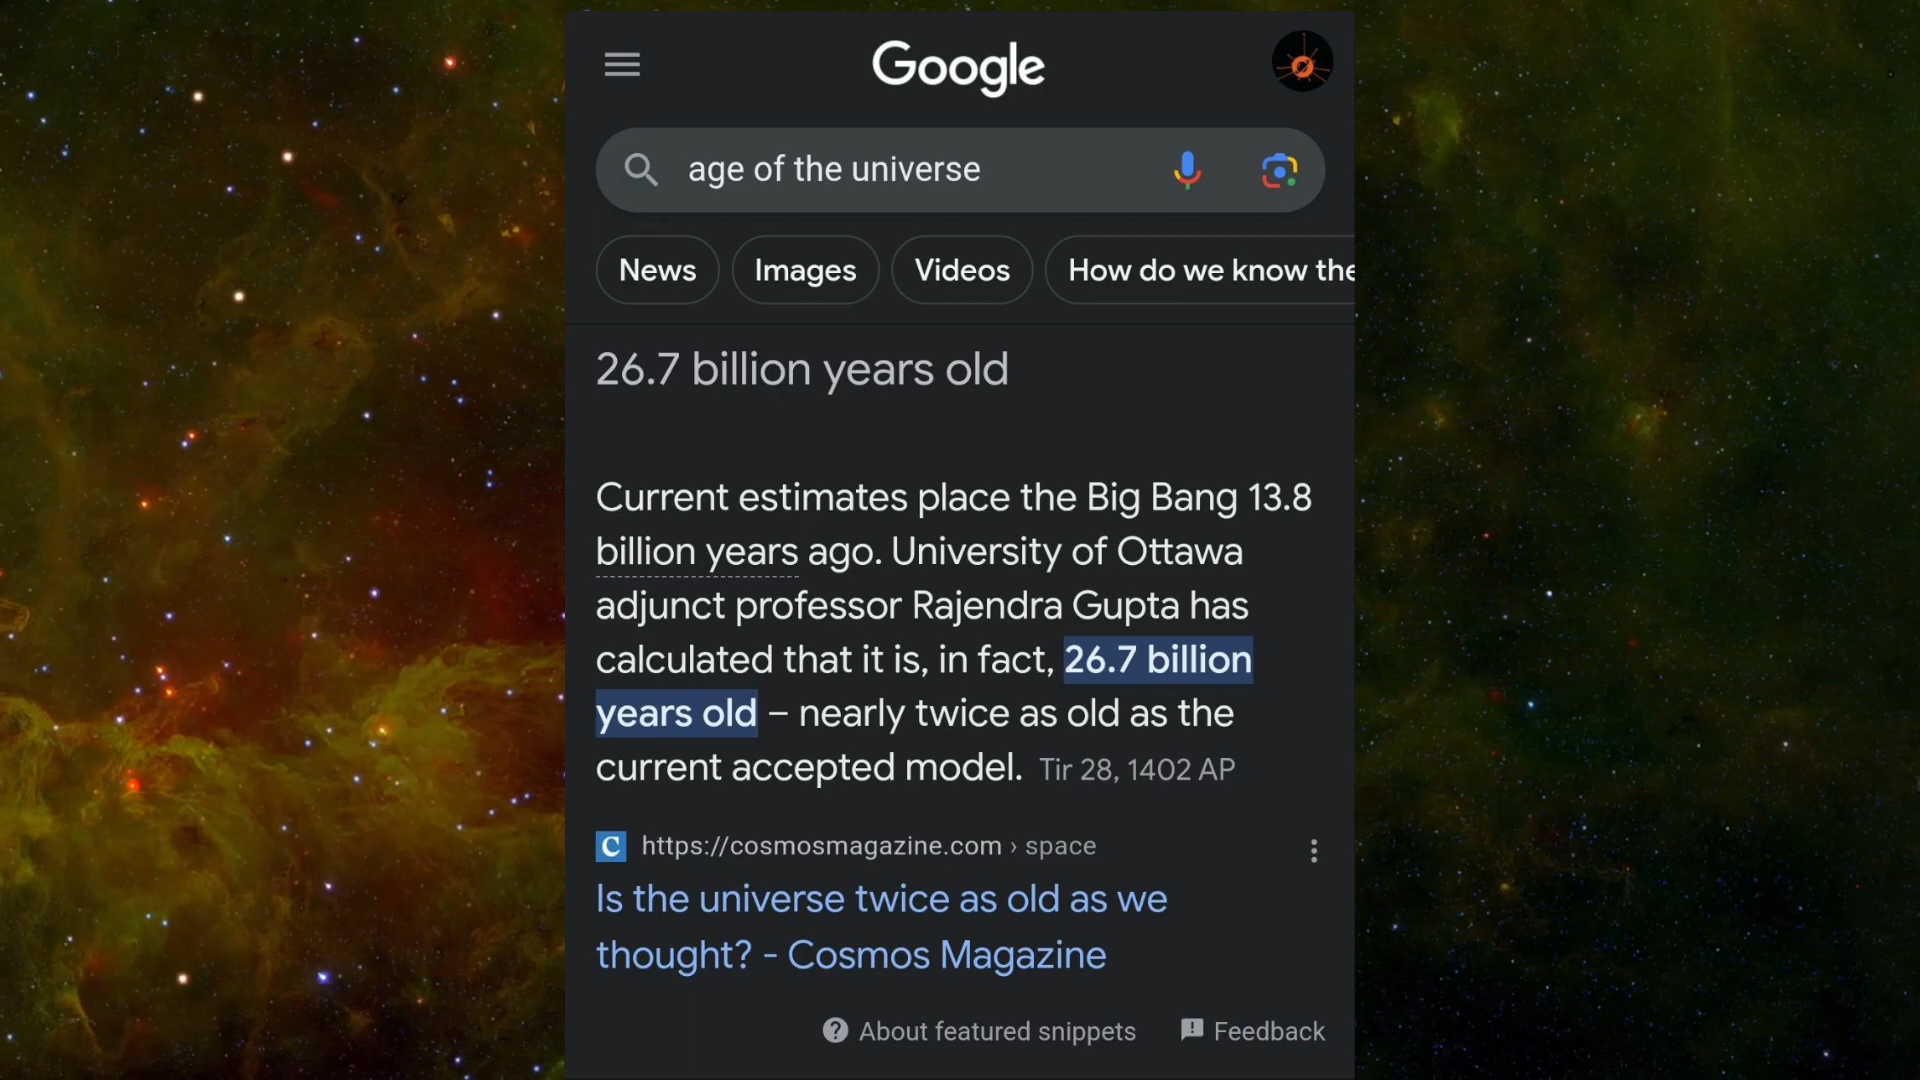 Google
age of the universe
News
Images
Videos
How do we know the
26.7 billion years old
Current estimates place the Big Bang 13.8
billion years ago. University of Ottawa
adjunct professor Rajendra Gupta has
calculated that it is, in fact, 26.7 billion
years old – nearly twice as old as the
current accepted model. Tir 28, 1402 AP
C https://cosmosmagazine.com › space
Is the universe twice as old as we
thought? - Cosmos Magazine
About featured snippets
Feedback